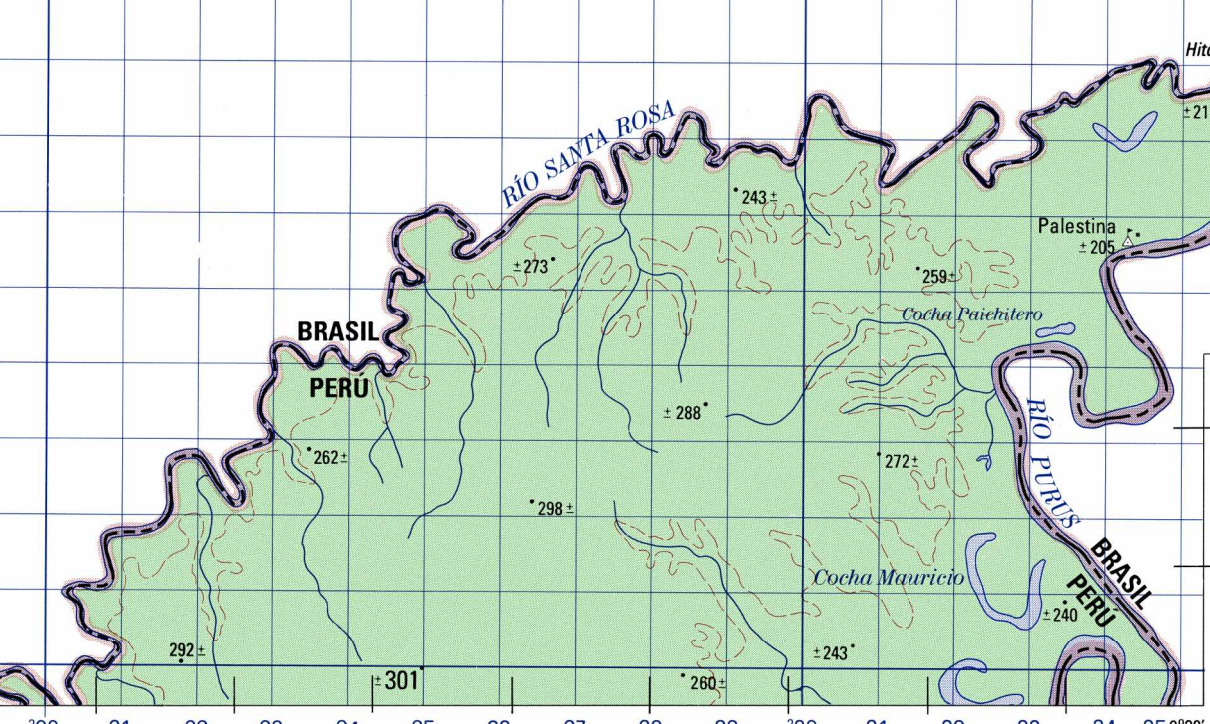 Hito
± 21
RÍO SANTA ROSA
243 ±
Palestina
± 205
± 273
259 ±
Cocha Paichitero
BRASIL
PERÚ
± 288
RÍO PURUS
262 ±
272 ±
298 ±
BRASIL
PERÚ
Cocha Mauricio
± 240
292 ±
± 243
± 301
260 ±